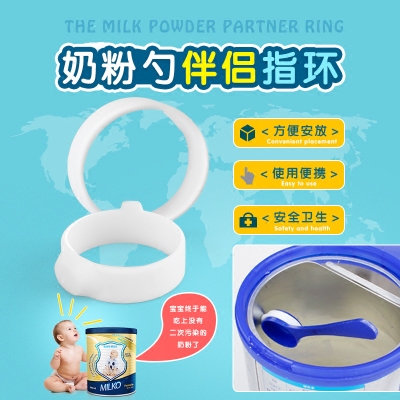 THE MILK POWDER PARTNER RING
奶粉勺伴侣指环
<方便安放>
Convenient placement
<使用便携>
Easy to use
<安全卫生>
Safety and health
宝宝终于能
吃上没有
二次污染的
奶粉了
MILKO